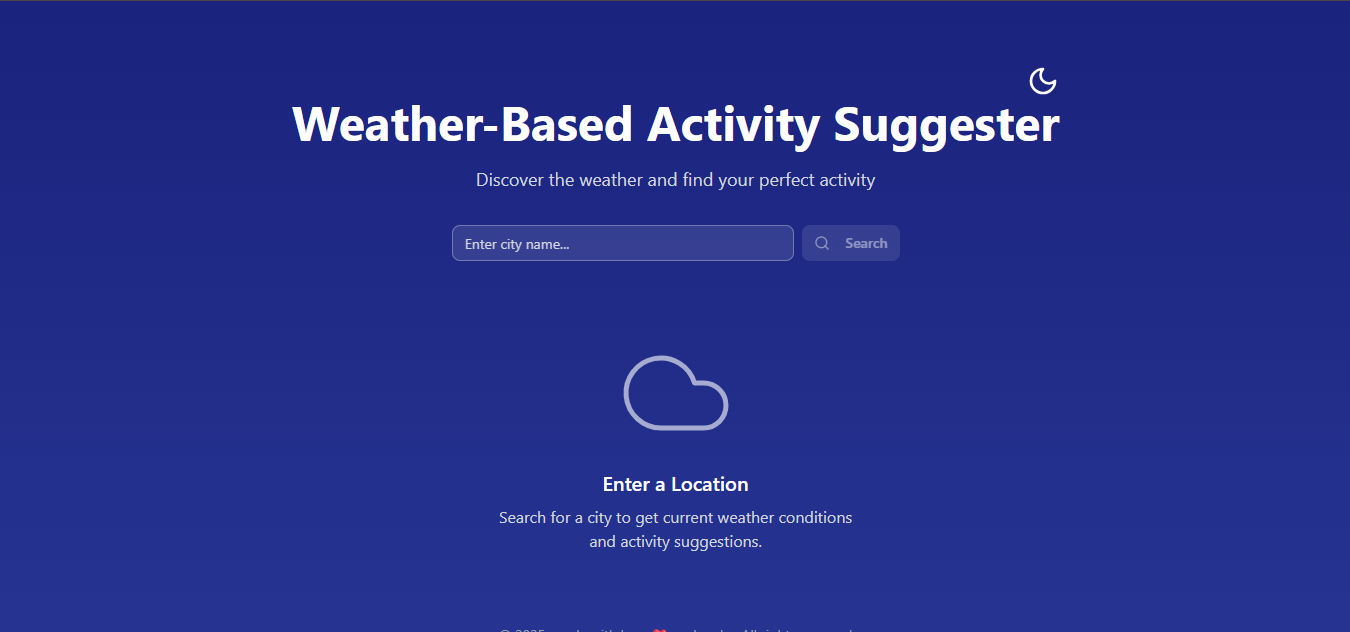 Weather-Based Activity Suggester
Discover the weather and find your perfect activity
Enter city name...
Search
Enter a Location
Search for a city to get current weather conditions
and activity suggestions.